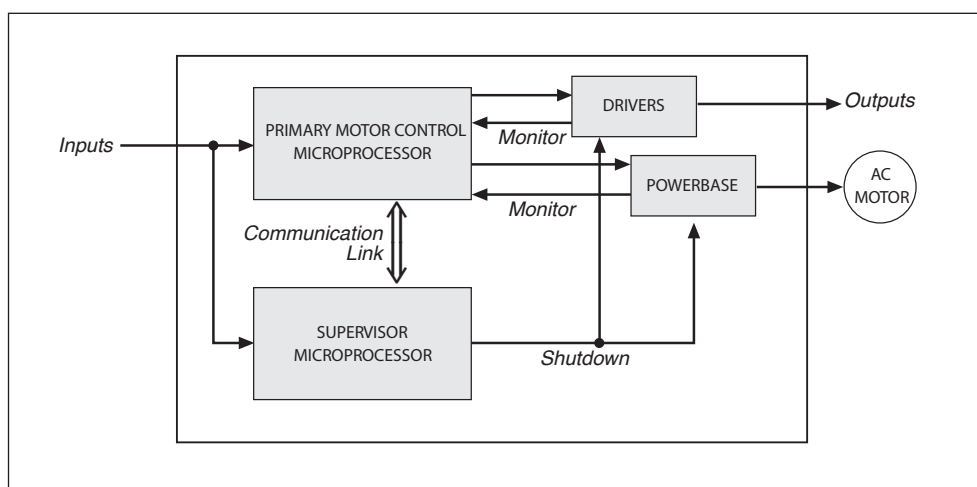 DRIVERS
Outputs
PRIMARY MOTOR CONTROL
MICROPROCESSOR
Inputs
Monitor
POWERBASE
AC
MOTOR
Monitor
Communication
Link
SUPERVISOR
MICROPROCESSOR
Shutdown